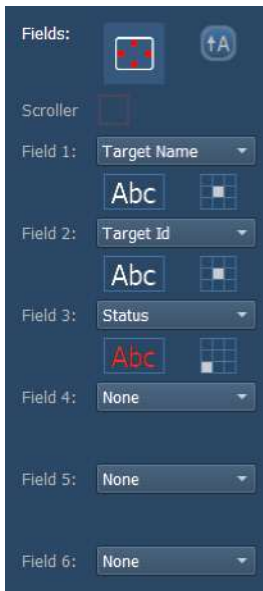 Fields:
↑A
Scroller
Field 1: Target Name
Abc
Field 2: Target Id
Abc
Field 3: Status
Abc
Field 4: None
Field 5: None
Field 6: None